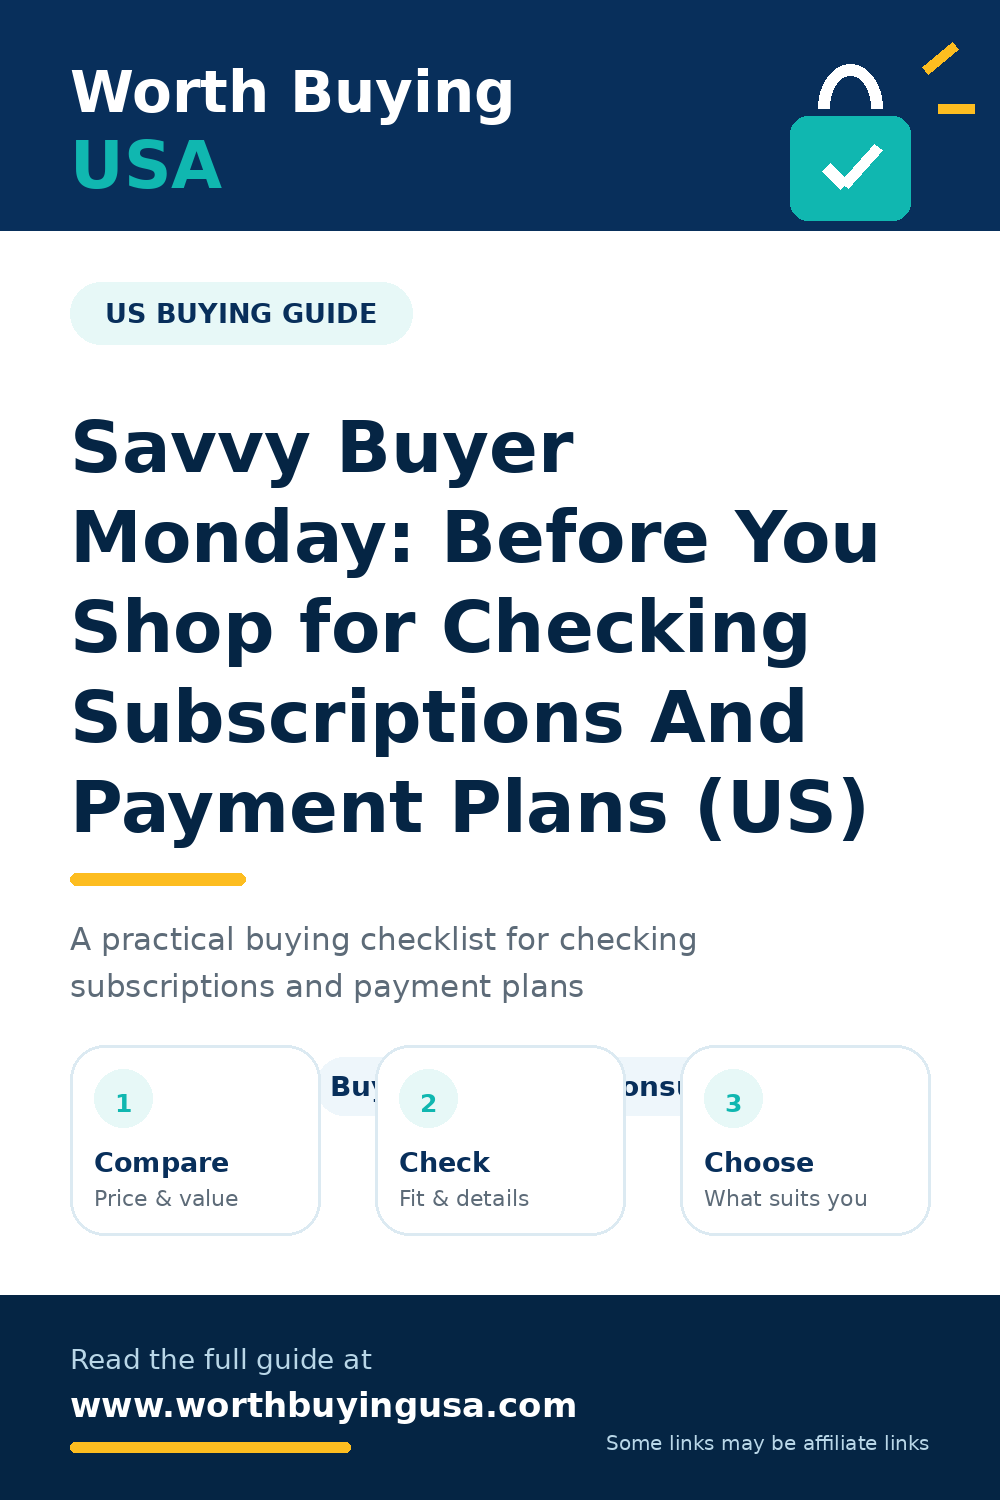 Worth Buying
USA
US BUYING GUIDE
Savvy Buyer
Monday: Before You
Shop for Checking
Subscriptions And
Payment Plans (US)
A practical buying checklist for checking
subscriptions and payment plans
1
2
3
Compare
Check
Choose
Price & value
Fit & details
What suits you
Read the full guide at
www.worthbuyingusa.com
Some links may be affiliate links